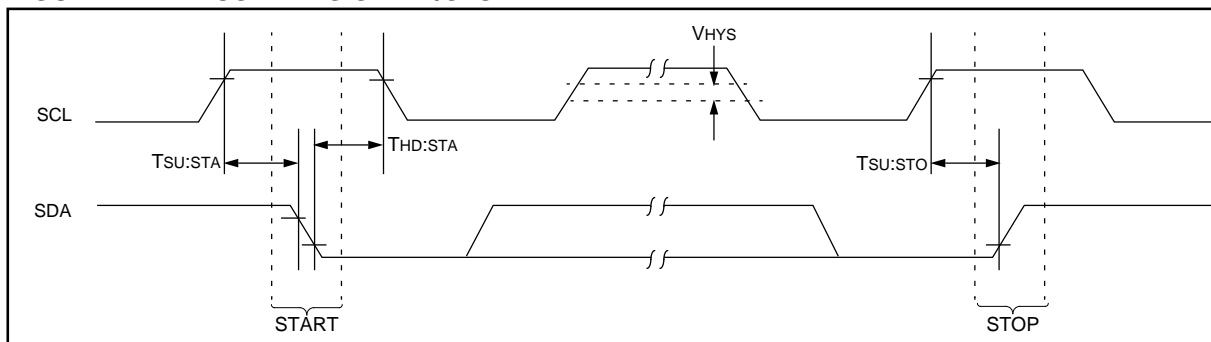 VHYS
SCL
TSU:STA
THD:STA
TSU:STO
SDA
START
STOP